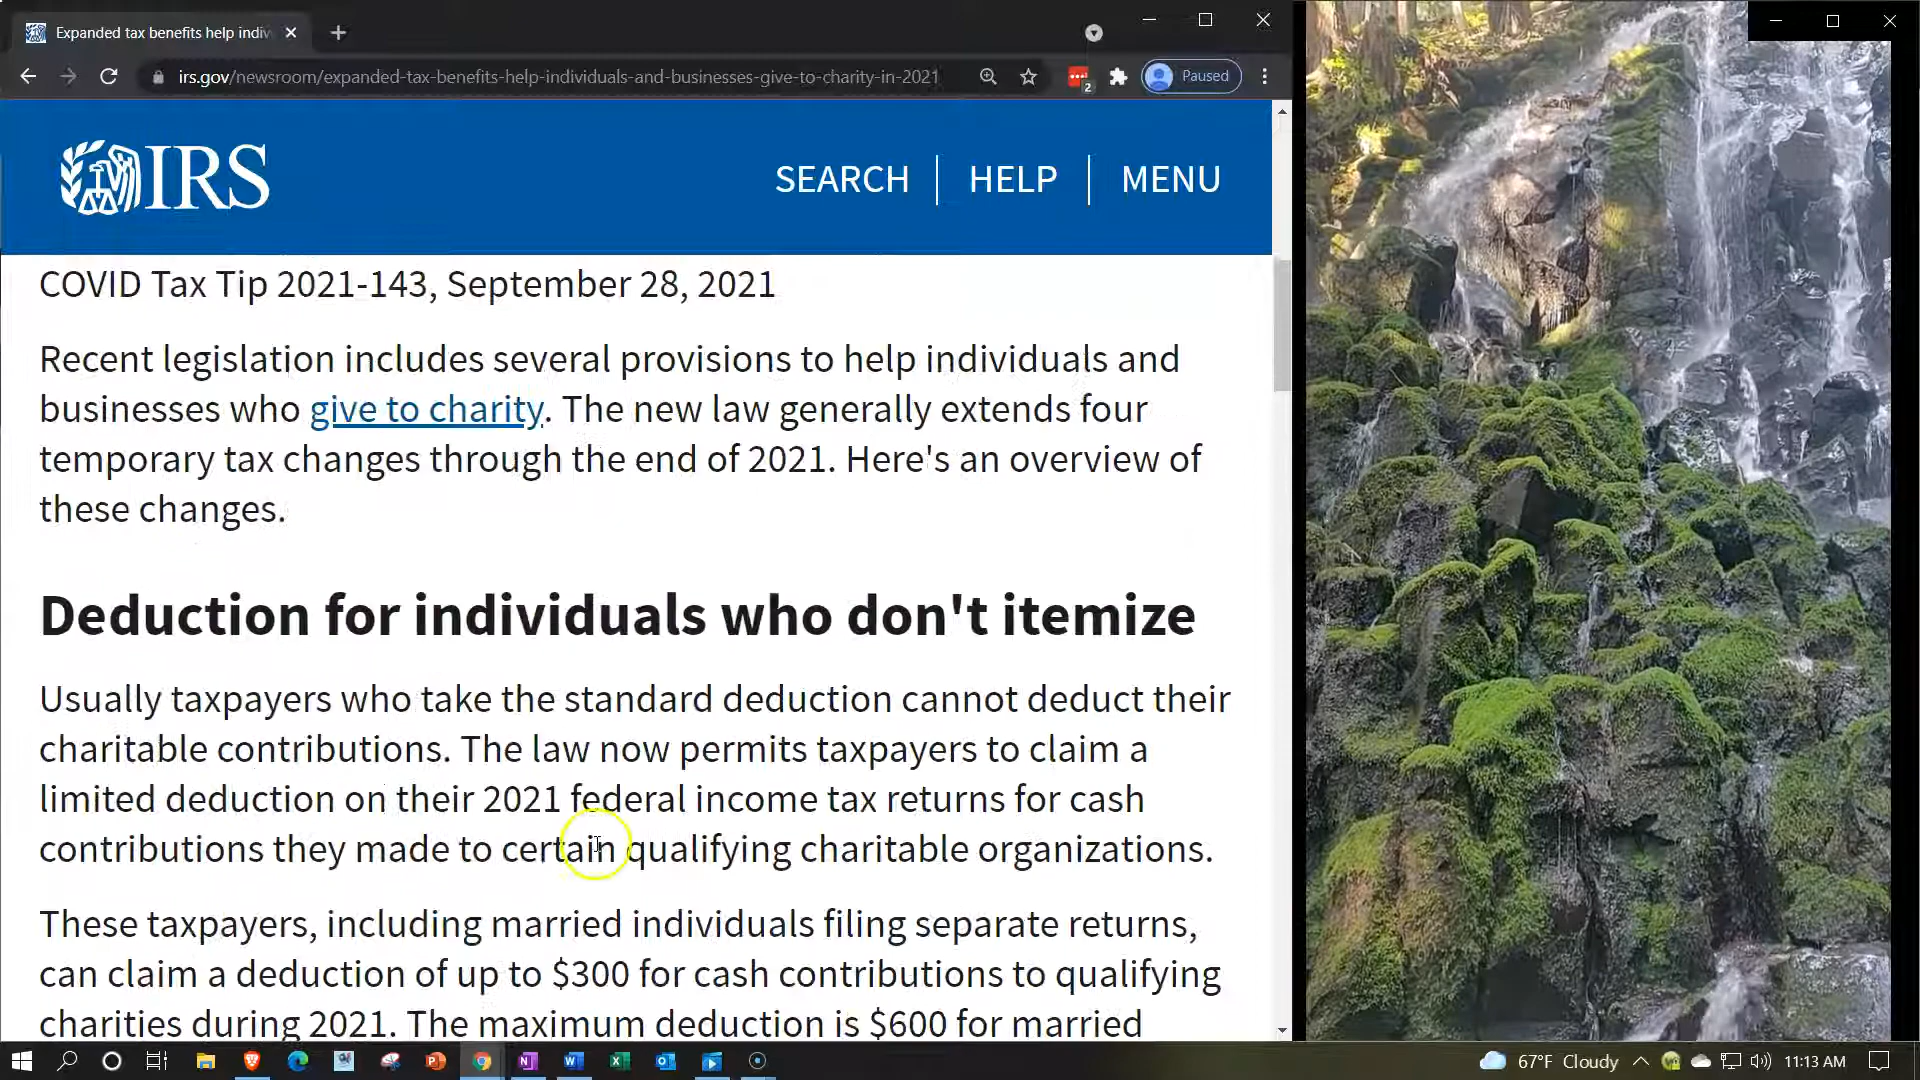 Expanded tax benefits help indiv
irs.gov/newsroom/expanded-tax-benefits-help-individuals-and-businesses-give-to-charity-in-2021
2
Paused
IRS
SEARCH
HELP
MENU
COVID Tax Tip 2021-143, September 28, 2021
Recent legislation includes several provisions to help individuals and
businesses who give to charity. The new law generally extends four
temporary tax changes through the end of 2021. Here's an overview of
these changes.
Deduction for individuals who don't itemize
Usually taxpayers who take the standard deduction cannot deduct their
charitable contributions. The law now permits taxpayers to claim a
limited deduction on their 2021 federal income tax returns for cash
contributions they made to certain qualifying charitable organizations.
These taxpayers, including married individuals filing separate returns,
can claim a deduction of up to $300 for cash contributions to qualifying
charities during 2021. The maximum deduction is $600 for married
67°F Cloudy
11:13 AM